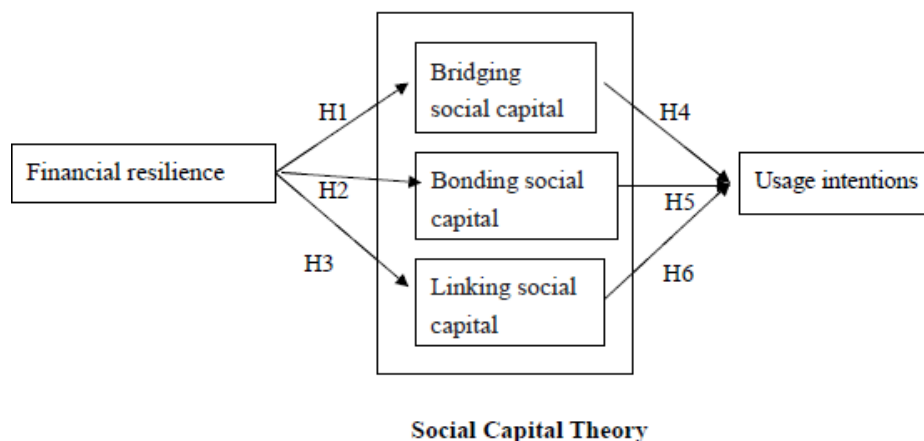 Bridging
social capital
H1
H4
Financial resilience
H2
Bonding social
capital
H5
Usage intentions
H3
Linking social
capital
H6
Social Capital Theory